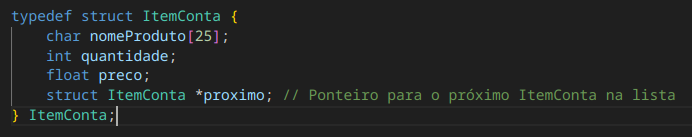 typedef struct ItemConta {
    char nomeProduto[25];
    int quantidade;
    float preco;
    struct ItemConta *proximo; // Ponteiro para o próximo ItemConta na lista
} ItemConta;